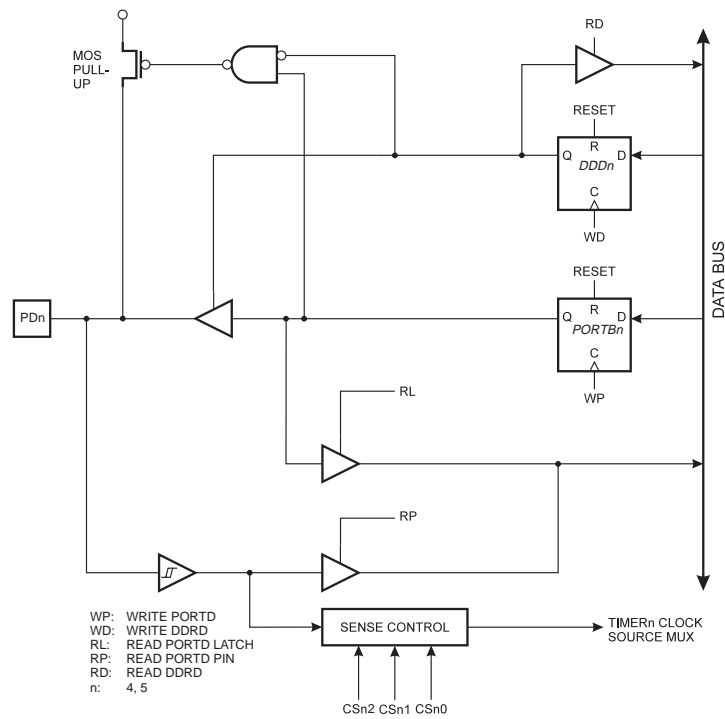 MOS
PULL-
UP
RD
RESET
R
Q
DDDn
D
C
WD
DATA BUS
RESET
PDn
R
Q
PORTBn
D
C
WP
RL
RP
WP: WRITE PORTD
WD: WRITE DDRD
RL: READ PORTD LATCH
RP: READ PORTD PIN
RD: READ DDRD
n: 4, 5
SENSE CONTROL
TIMERn CLOCK
SOURCE MUX
CSn2 CSn1 CSn0